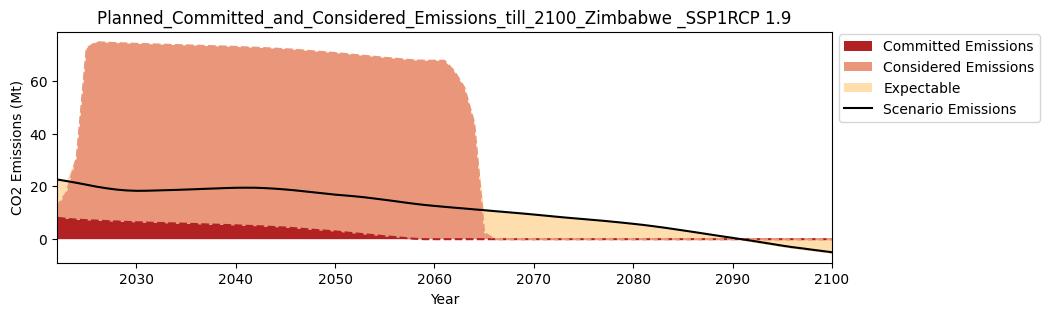 Planned_Committed_and_Considered_Emissions_till_2100_Zimbabwe _SSP1RCP 1.9
CO2 Emissions (Mt)
60
40
20
0
2030 2040 2050 2060 2070 2080 2090 2100
Year
Committed Emissions
Considered Emissions
Expectable
Scenario Emissions